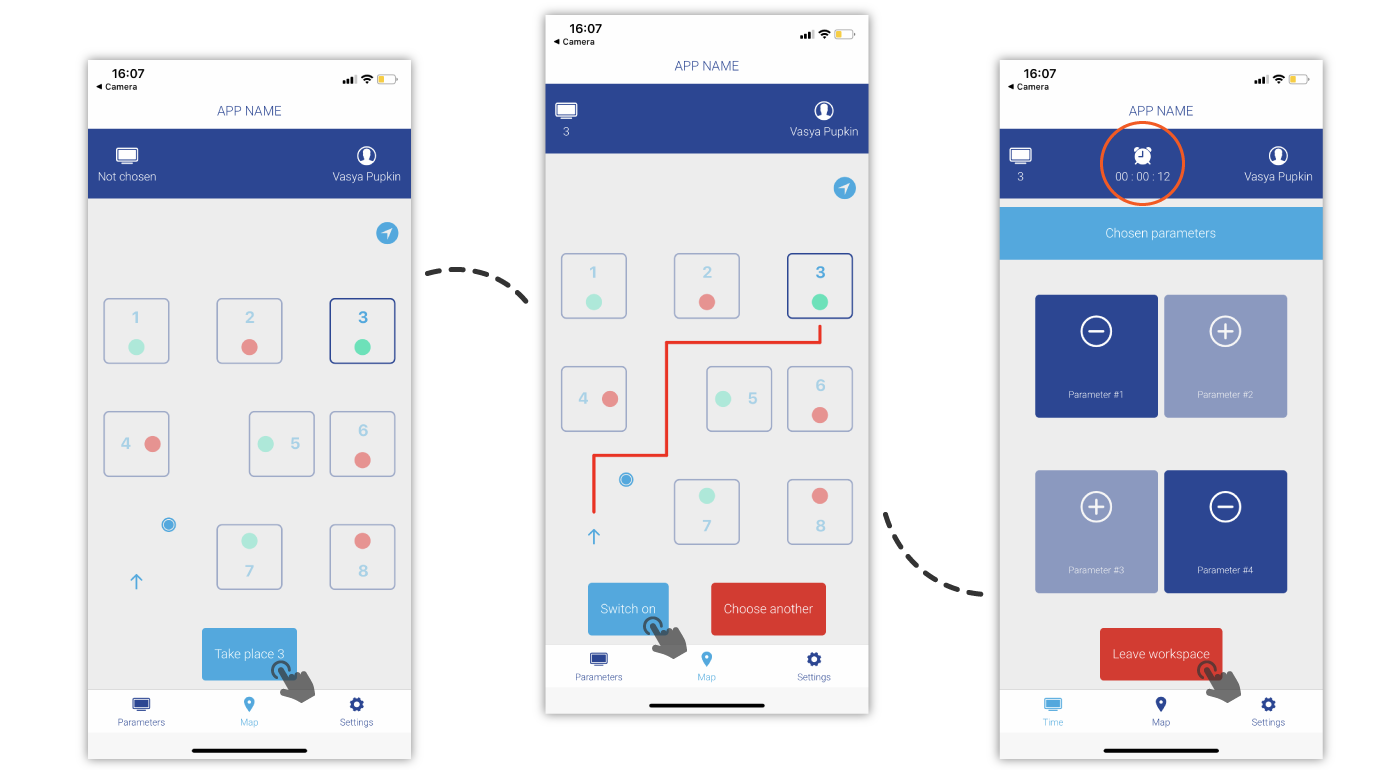 16:07
◀ Camera
APP NAME
Not chosen
Vasya Pupkin
1
2
3
4
5
6
7
8
Take place 3
Parameters
Map
Settings
16:07
◀ Camera
APP NAME
3
Vasya Pupkin
1
2
3
4
5
6
7
8
Switch on
Choose another
Parameters
Map
Settings
16:07
◀ Camera
APP NAME
3
00 : 00 : 12
Vasya Pupkin
Chosen parameters
Parameter #1
Parameter #2
Parameter #3
Parameter #4
Leave workspace
Time
Map
Settings